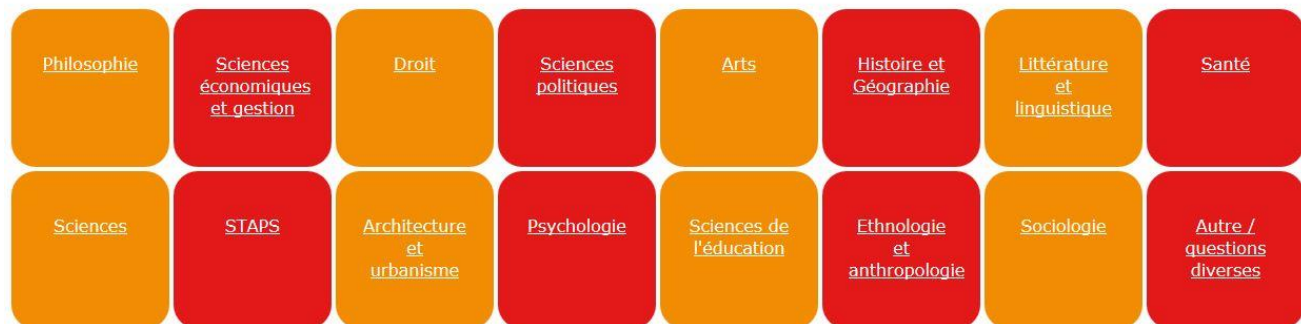 Philosophie
Sciences
économiques
et gestion
Droit
Sciences
politiques
Arts
Histoire et
Géographie
Littérature
et
linguistique
Santé
Sciences
STAPS
Architecture
et
urbanisme
Psychologie
Sciences de
l'éducation
Ethnologie
et
anthropologie
Sociologie
Autre /
questions
diverses